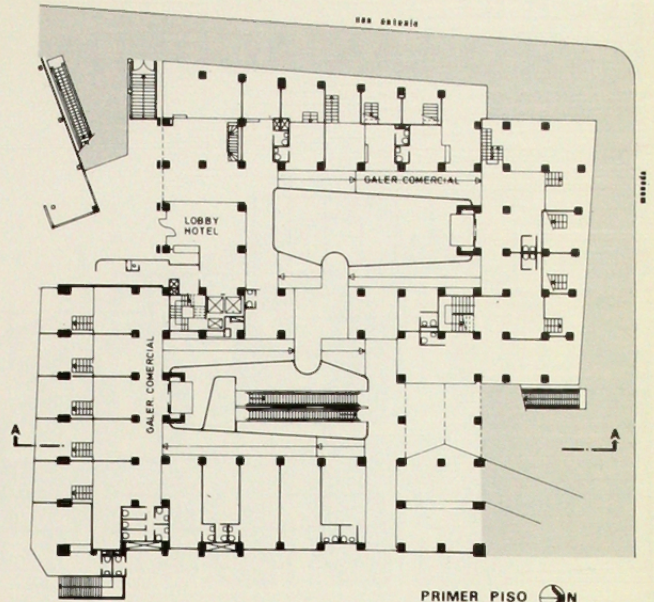 san antonio
GALER COMERCIAL
LOBBY
HOTEL
GALER COMERCIAL
A
A
PRIMER PISO N